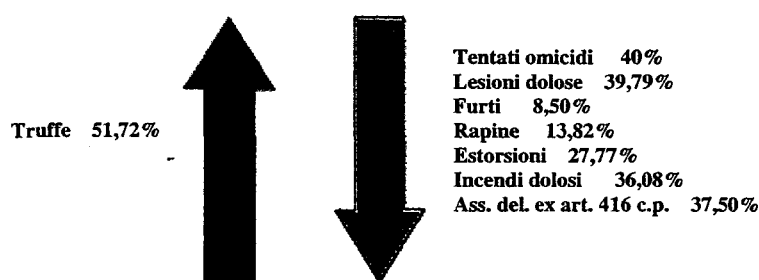 Tentati omicidi 40%
Lesioni dolose 39,79%
Furti 8,50%
Truffe 51,72%
Rapine 13,82%
Estorsioni 27,77%
Incendi dolosi 36,08%
Ass. del. ex art. 416 c.p. 37,50%